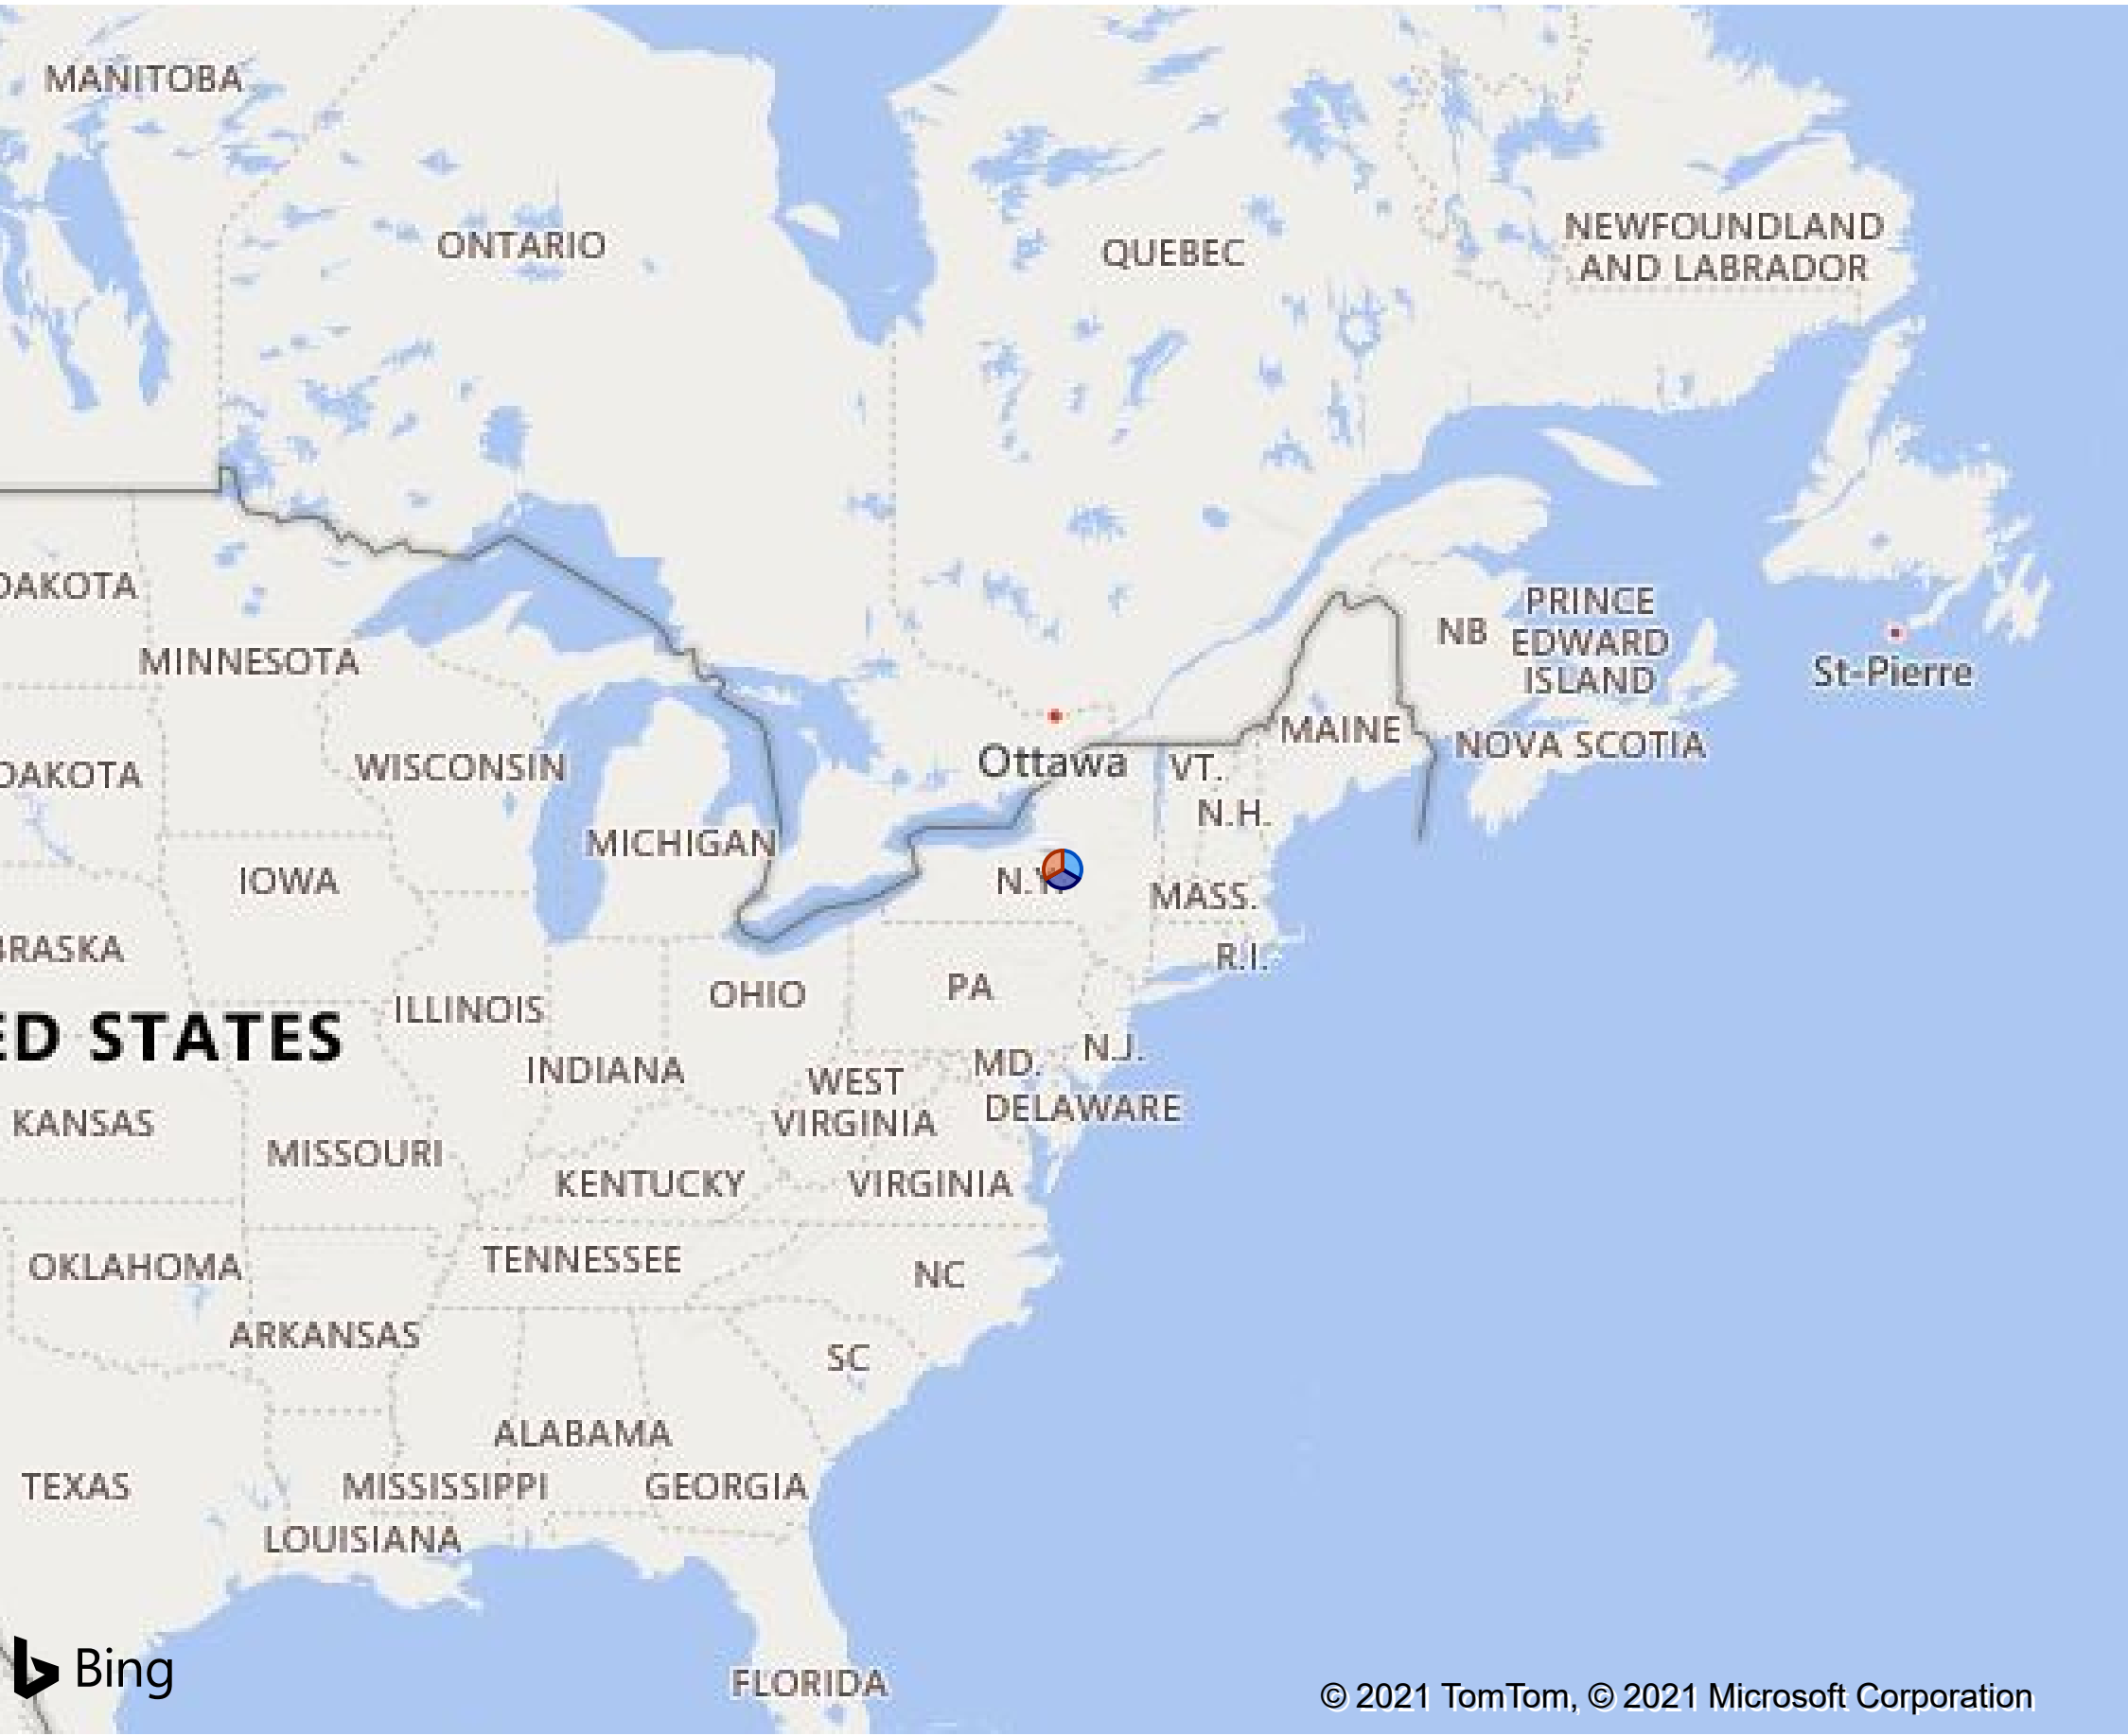 MANITOBA
ONTARIO
QUEBEC
NEWFOUNDLAND
AND LABRADOR
DAKOTA
MINNESOTA
NB
PRINCE
EDWARD
ISLAND
St-Pierre
DAKOTA
WISCONSIN
Ottawa
VT.
MAINE
NOVA SCOTIA
N.H.
MICHIGAN
IOWA
N.Y.
MASS.
BRASKA
R.I.
ILLINOIS
OHIO
PA
ED STATES
INDIANA
WEST
VIRGINIA
MD.
N.J.
DELAWARE
KANSAS
MISSOURI
KENTUCKY
VIRGINIA
OKLAHOMA
TENNESSEE
NC
ARKANSAS
SC
ALABAMA
TEXAS
MISSISSIPPI
GEORGIA
LOUISIANA
FLORIDA
Bing
© 2021 TomTom, © 2021 Microsoft Corporation